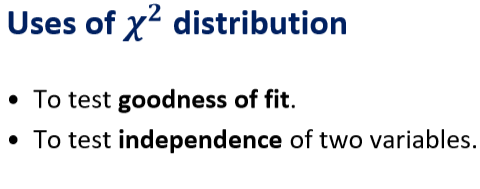 Uses of χ² distribution
• To test goodness of fit.
• To test independence of two variables.